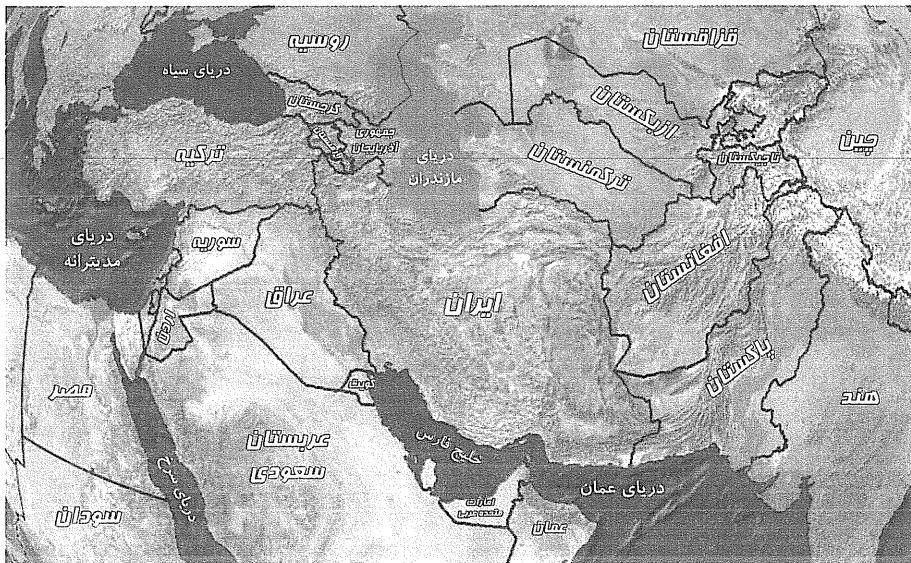 روسیه
قزاقستان
دریای سیاه
گرجستان
ازبکستان
جمهوری
آذربایجان
ارمنستان
چین
ترکیه
دریای
مازندران
ترکمنستان
تاجیکستان
سوریه
دریای
مدیترانه
افغانستان
عراق
ایران
اردن
پاکستان
کویت
مصر
هند
عربستان
سعودی
خلیج فارس
دریای سرخ
دریای عمان
امارات
متحده عربی
سودان
عمان